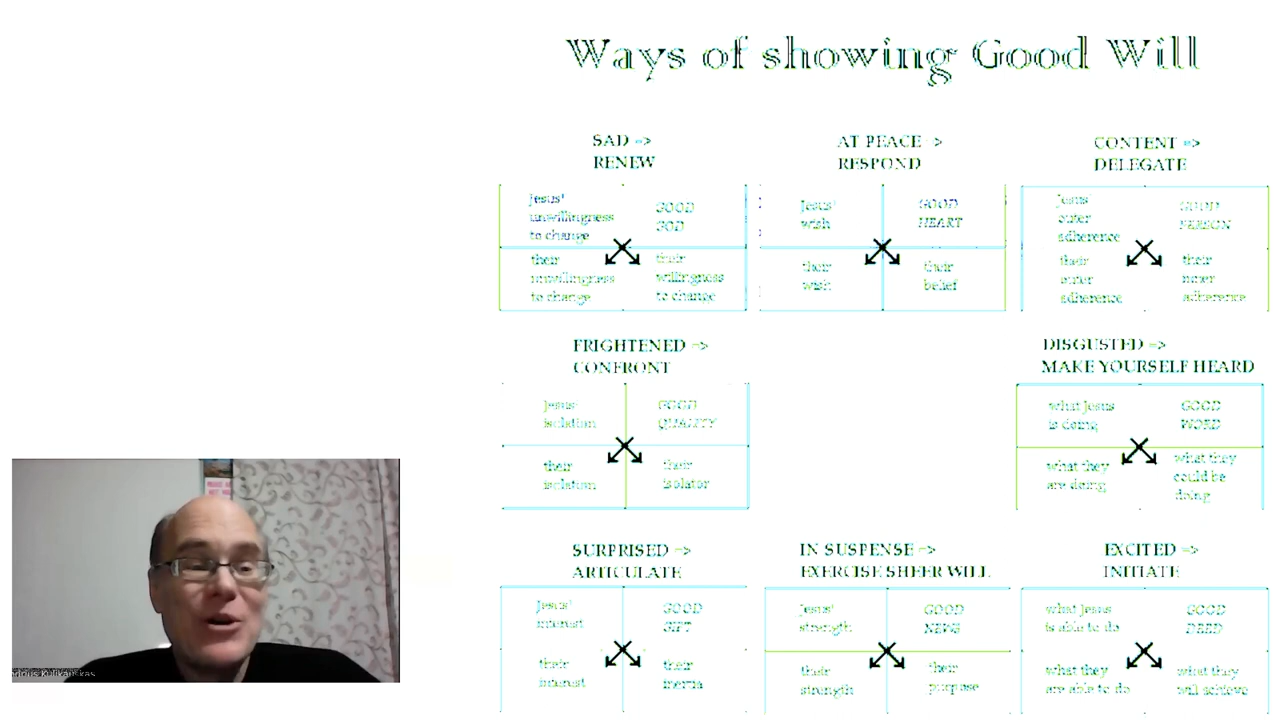 Ways of showing Good Will
SAD =>
RENEW
Jesus'
unwillingness
to change
GOOD
GOD
their
unwillingness
to change
their
willingness
to change
AT PEACE =>
RESPOND
Jesus'
wish
GOOD
HEART
their
wish
their
belief
CONTENT =>
DELEGATE
Jesus
outer
adherence
GOOD
PERSON
their
outer
adherence
their
inner
adherence
FRIGHTENED =>
CONFRONT
Jesus'
isolation
GOOD
QUALITY
their
isolation
their
isolator
DISGUSTED =>
MAKE YOURSELF HEARD
what Jesus
is doing
GOOD
WORD
what they
are doing
what they
could be
doing
SURPRISED =>
ARTICULATE
Jesus'
interest
GOOD
GIFT
their
interest
their
inertia
IN SUSPENSE =>
EXERCISE SHEER WILL
Jesus'
strength
GOOD
NEWS
their
strength
their
purpose
EXCITED =>
INITIATE
what Jesus
is able to do
GOOD
DEED
what they
are able to do
what they
will achieve